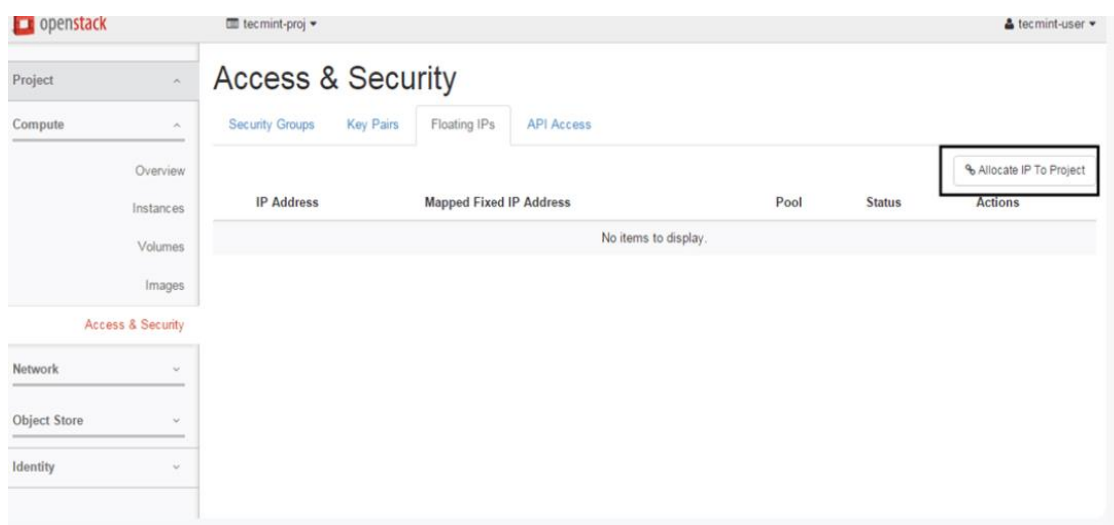 openstack
tecmint-proj
tecmint-user
Project
Compute
Overview
Instances
Volumes
Images
Access & Security
Network
Object Store
Identity
Access & Security
Security Groups Key Pairs Floating IPs API Access
Allocate IP To Project
IP Address Mapped Fixed IP Address Pool Status Actions
No items to display.